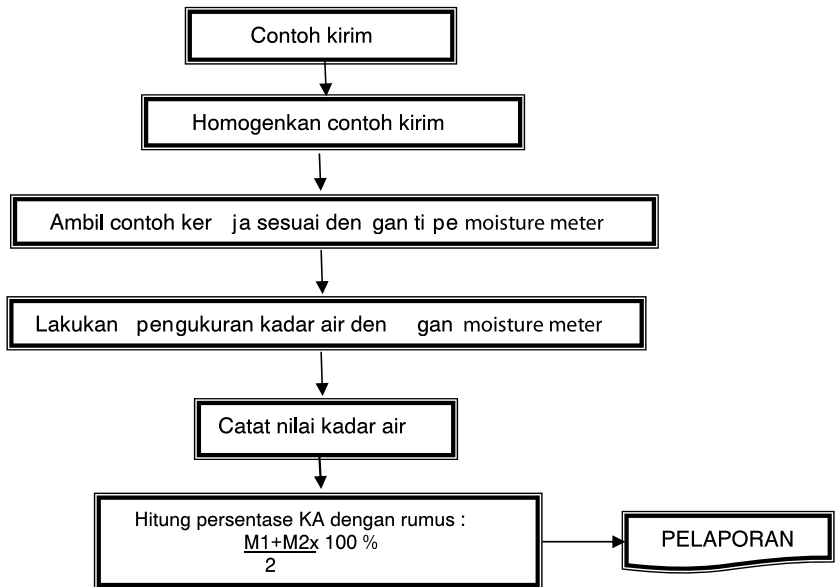 Contoh kirim
Homogenkan contoh kirim
Ambil contoh ker ja sesuai den gan ti pe moisture meter
Lakukan pengukuran kadar air den gan moisture meter
Catat nilai kadar air
Hitung persentase KA dengan rumus :
M1+M2x 100 %
2
PELAPORAN